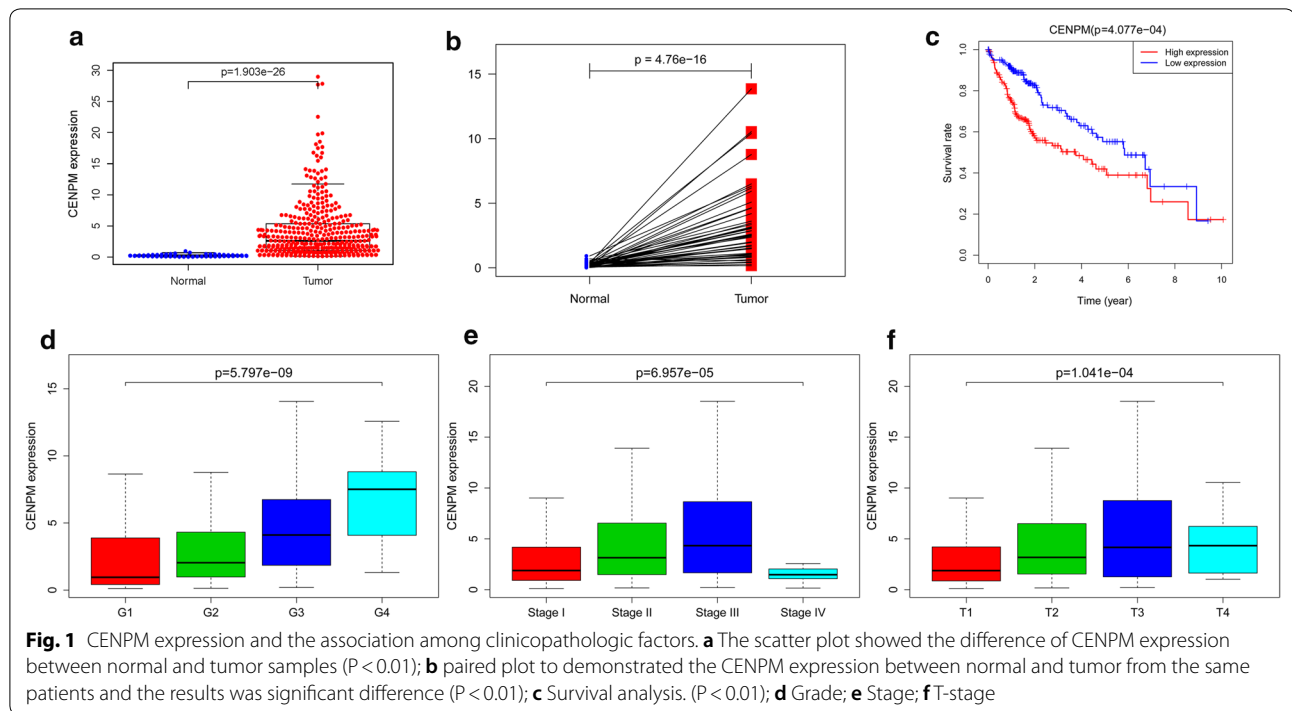 a
p=1.903e−26
CENPM expression
30
25
20
15
10
5
0
Normal Tumor
b
p = 4.76e−16
15
10
5
0
Normal Tumor
c
CENPM(p=4.077e−04)
High expression
Low expression
Survival rate
1.0
0.8
0.6
0.4
0.2
0.0
0 2 4 6 8 10
Time (year)
d
p=5.797e−09
CENPM expression
15
10
5
0
G1 G2 G3 G4
e
p=6.957e−05
CENPM expression
20
15
10
5
0
Stage I Stage II Stage III Stage IV
f
p=1.041e−04
CENPM expression
20
15
10
5
0
T1 T2 T3 T4
Fig. 1 CENPM expression and the association among clinicopathologic factors. a The scatter plot showed the difference of CENPM expression
between normal and tumor samples (P < 0.01); b paired plot to demonstrated the CENPM expression between normal and tumor from the same
patients and the results was significant difference (P < 0.01); c Survival analysis. (P < 0.01); d Grade; e Stage; f T-stage